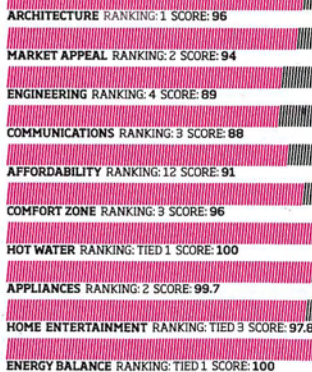 ARCHITECTURE RANKING: 1 SCORE: 96
MARKET APPEAL RANKING: 2 SCORE: 94
ENGINEERING RANKING: 4 SCORE: 89
COMMUNICATIONS RANKING: 3 SCORE: 88
AFFORDABILITY RANKING: 12 SCORE: 91
COMFORT ZONE RANKING: 3 SCORE: 96
HOT WATER RANKING: TIED 1 SCORE: 100
APPLIANCES RANKING: 2 SCORE: 99.7
HOME ENTERTAINMENT RANKING: TIED 3 SCORE: 97.8
ENERGY BALANCE RANKING: TIED 1 SCORE: 100